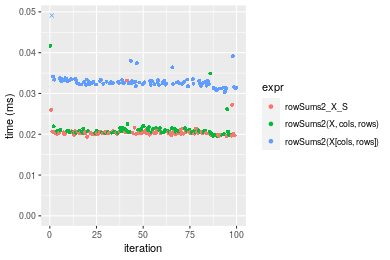 0.05
0.04
0.03
0.02
0.01
0.00
time (ms)
0
25
50
75
100
iteration
expr
rowSums2_X_S
rowSums2(X, cols, rows)
rowSums2(X[cols, rows])